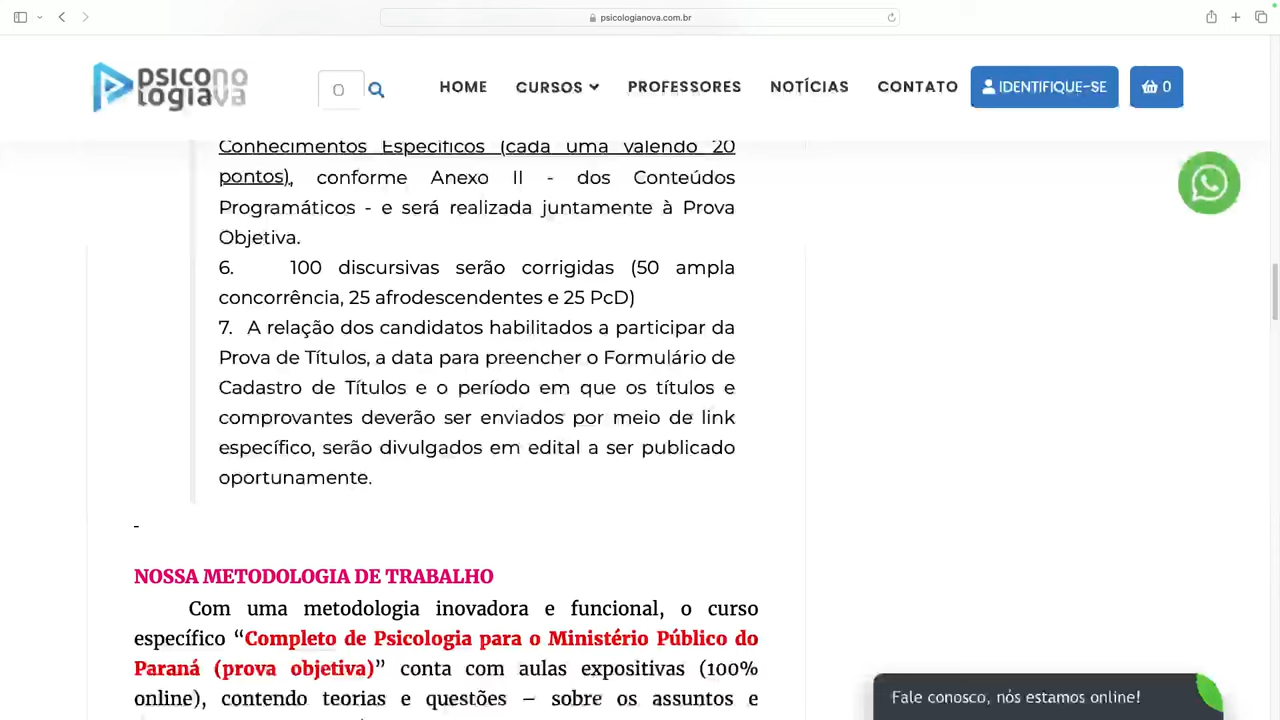 psicologianova.com.br
psicono
logiava
HOME
CURSOS
PROFESSORES
NOTÍCIAS
CONTATO
IDENTIFIQUE-SE
0
Conhecimentos Específicos (cada uma valendo 20
pontos), conforme Anexo II - dos Conteúdos
Programáticos - e será realizada juntamente à Prova
Objetiva.
6. 100 discursivas serão corrigidas (50 ampla
concorrência, 25 afrodescendentes e 25 PcD)
7. A relação dos candidatos habilitados a participar da
Prova de Títulos, a data para preencher o Formulário de
Cadastro de Títulos e o período em que os títulos e
comprovantes deverão ser enviados por meio de link
específico, serão divulgados em edital a ser publicado
oportunamente.
-
NOSSA METODOLOGIA DE TRABALHO
Com uma metodologia inovadora e funcional, o curso
específico “Completo de Psicologia para o Ministério Público do
Paraná (prova objetiva)” conta com aulas expositivas (100%
online), contendo teorias e questões – sobre os assuntos e
Fale conosco, nós estamos online!